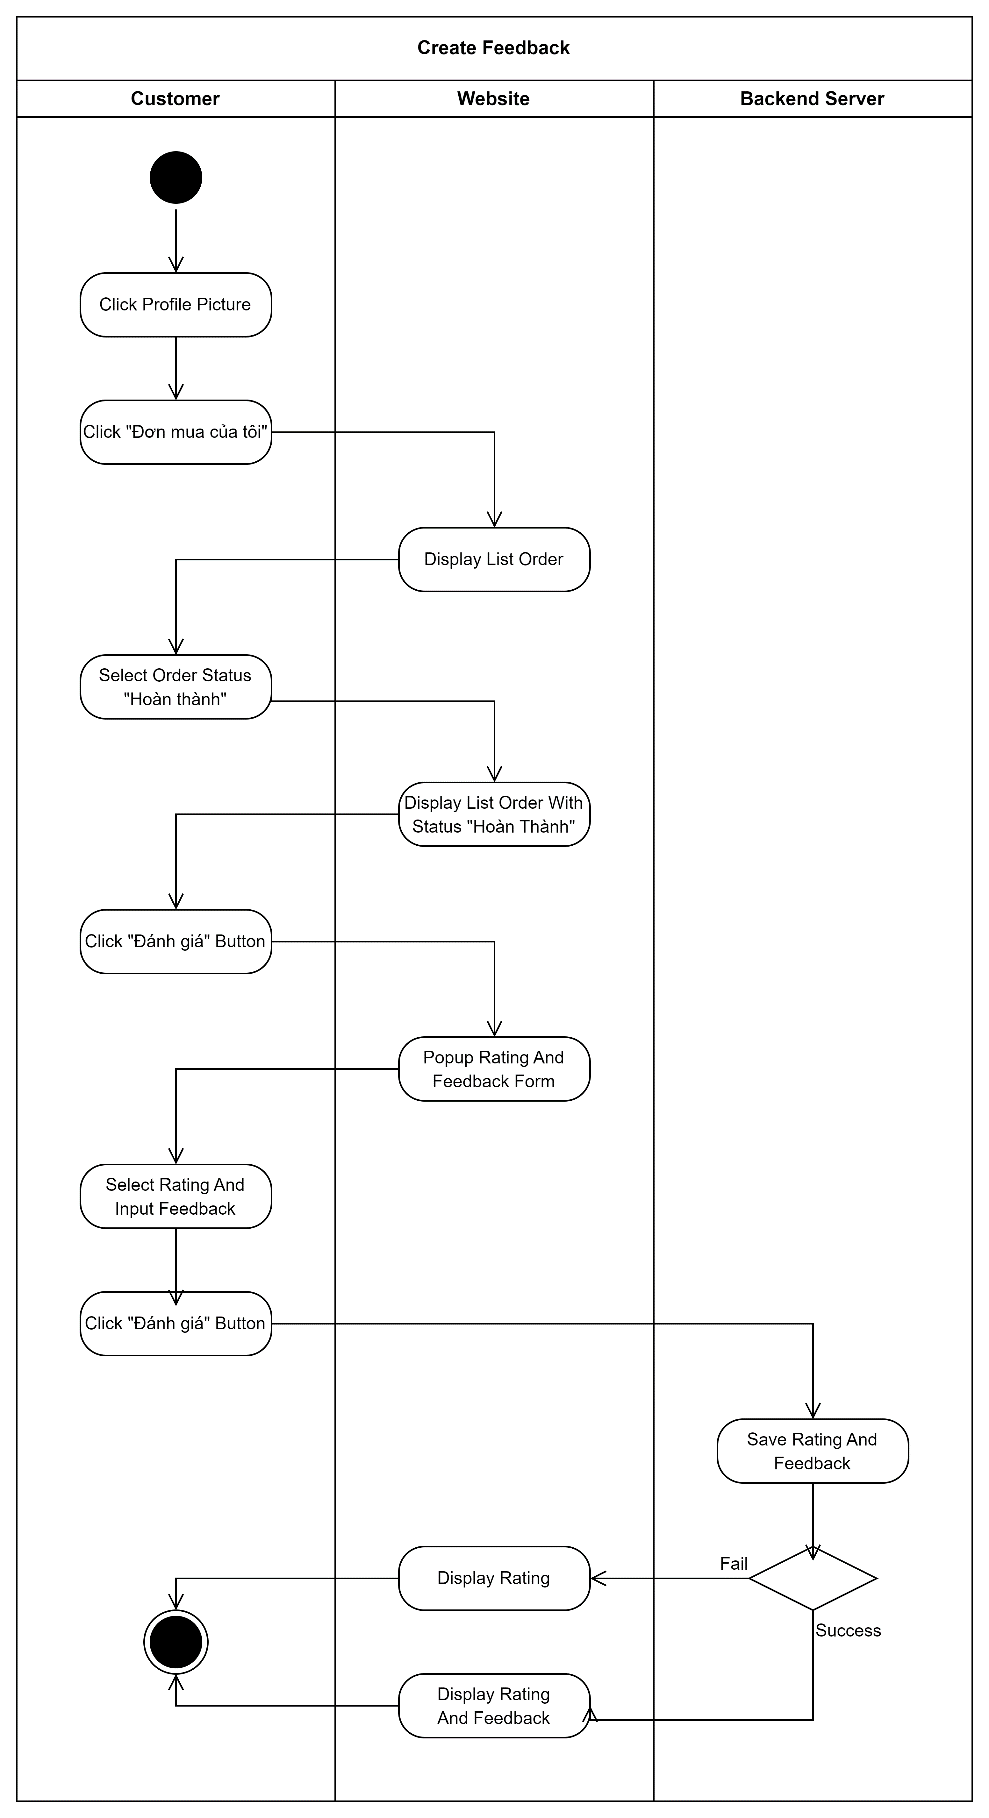 Create Feedback
Customer
Website
Backend Server
Click Profile Picture
Click "Đơn mua của tôi"
Display List Order
Select Order Status
"Hoàn thành"
Display List Order With
Status "Hoàn Thành"
Click "Đánh giá" Button
Popup Rating And
Feedback Form
Select Rating And
Input Feedback
Click "Đánh giá" Button
Save Rating And
Feedback
Fail
Display Rating
Success
Display Rating
And Feedback